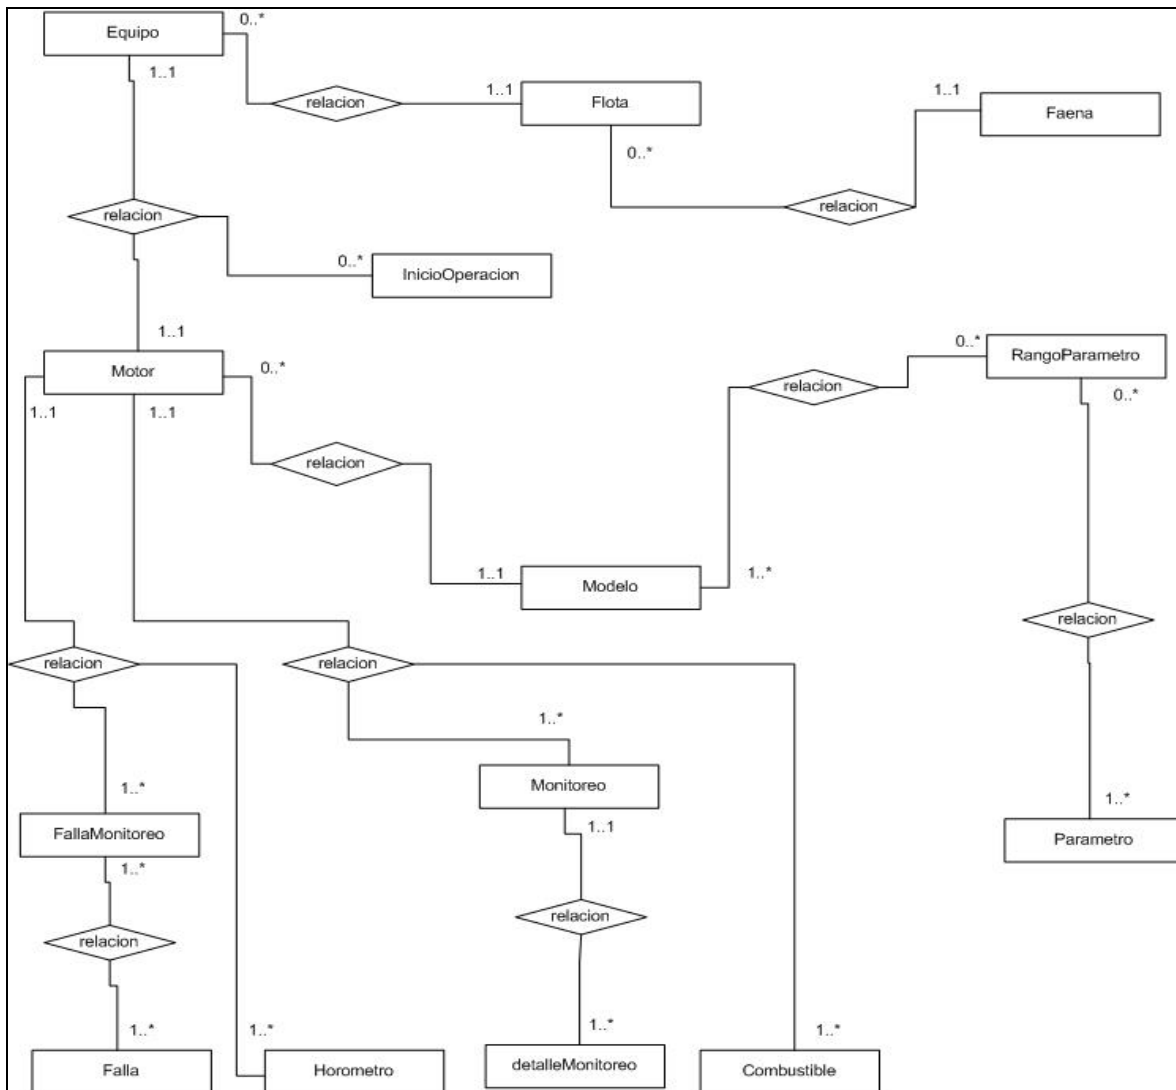 0..*
Equipo
1..1
relacion
1..1
Flota
1..1
Faena
0..*
relacion
relacion
0..*
InicioOperacion
1..1
Motor
0..*
1..1
1..1
0..*
RangoParametro
0..*
relacion
relacion
1..1
Modelo
1..*
relacion
relacion
relacion
1..*
Monitoreo
1..1
1..*
FallaMonitoreo
1..*
1..*
Parametro
relacion
relacion
1..*
Falla
1..*
Horometro
1..*
detalleMonitoreo
1..*
Combustible